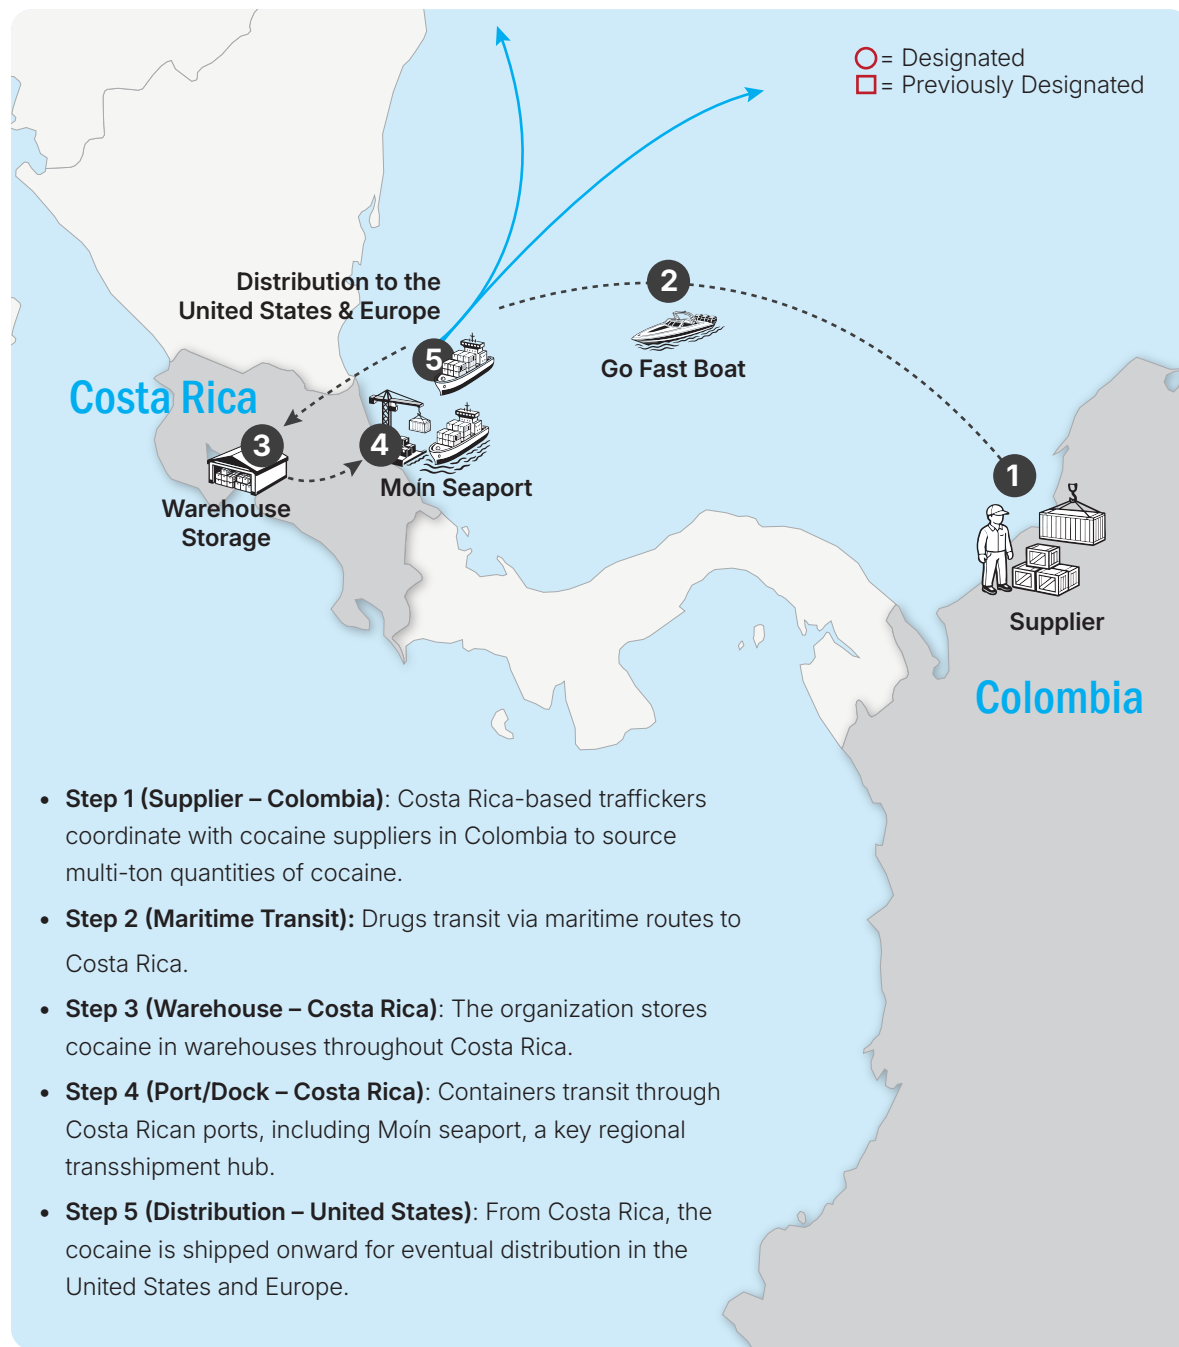 = Designated
= Previously Designated
Distribution to the
United States & Europe
2
Go Fast Boat
5
Costa Rica
3
4
Warehouse
Storage
Moín Seaport
1
Supplier
Colombia
• Step 1 (Supplier – Colombia): Costa Rica-based traffickers
coordinate with cocaine suppliers in Colombia to source
multi-ton quantities of cocaine.
• Step 2 (Maritime Transit): Drugs transit via maritime routes to
Costa Rica.
• Step 3 (Warehouse – Costa Rica): The organization stores
cocaine in warehouses throughout Costa Rica.
• Step 4 (Port/Dock – Costa Rica): Containers transit through
Costa Rican ports, including Moín seaport, a key regional
transshipment hub.
• Step 5 (Distribution – United States): From Costa Rica, the
cocaine is shipped onward for eventual distribution in the
United States and Europe.